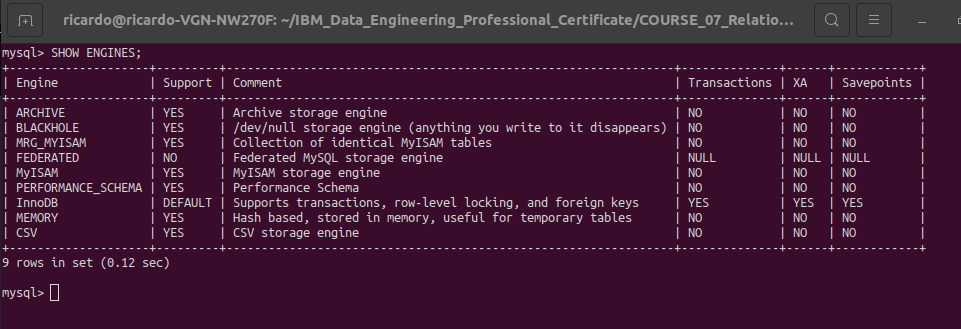 ricardo@ricardo-VGN-NW270F: ~/IBM_Data_Engineering_Professional_Certificate/COURSE_07_Relatio...
mysql> SHOW ENGINES;
+--------------------+---------+----------------------------------------------------------------+--------------+------+------------+
| Engine             | Support | Comment                                                        | Transactions | XA   | Savepoints |
+--------------------+---------+----------------------------------------------------------------+--------------+------+------------+
| ARCHIVE            | YES     | Archive storage engine                                         | NO           | NO   | NO         |
| BLACKHOLE          | YES     | /dev/null storage engine (anything you write to it disappears) | NO           | NO   | NO         |
| MRG_MYISAM         | YES     | Collection of identical MyISAM tables                          | NO           | NO   | NO         |
| FEDERATED          | NO      | Federated MySQL storage engine                                 | NULL         | NULL | NULL       |
| MyISAM             | YES     | MyISAM storage engine                                          | NO           | NO   | NO         |
| PERFORMANCE_SCHEMA | YES     | Performance Schema                                             | NO           | NO   | NO         |
| InnoDB             | DEFAULT | Supports transactions, row-level locking, and foreign keys     | YES          | YES  | YES        |
| MEMORY             | YES     | Hash based, stored in memory, useful for temporary tables      | NO           | NO   | NO         |
| CSV                | YES     | CSV storage engine                                             | NO           | NO   | NO         |
+--------------------+---------+----------------------------------------------------------------+--------------+------+------------+
9 rows in set (0.12 sec)
mysql>